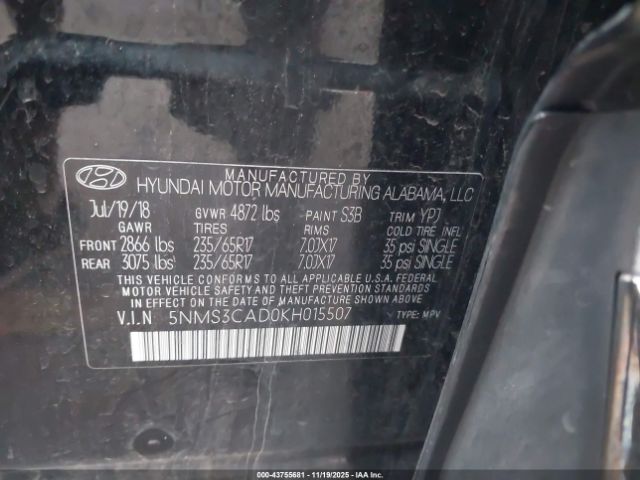 MANUFACTURED BY
HYUNDAI MOTOR MANUFACTURING ALABAMA, LLC
Jul/19/18 GVWR 4872 lbs PAINT S3B TRIM YPJ
GAWR TIRES RIMS COLD TIRE INFL
FRONT 2866 lbs 235/65R17 7.0JX17 35 psi SINGLE
REAR 3075 lbs 235/65R17 7.0JX17 35 psi SINGLE
THIS VEHICLE CONFORMS TO ALL APPLICABLE U.S.A. FEDERAL
MOTOR VEHICLE SAFETY AND THEFT PREVENTION STANDARDS
IN EFFECT ON THE DATE OF MANUFACTURE SHOWN ABOVE.
V.I.N 5NMS3CAD0KH015507 TYPE: MPV
© -43755681 - 11/19/2025 - IAA Inc.